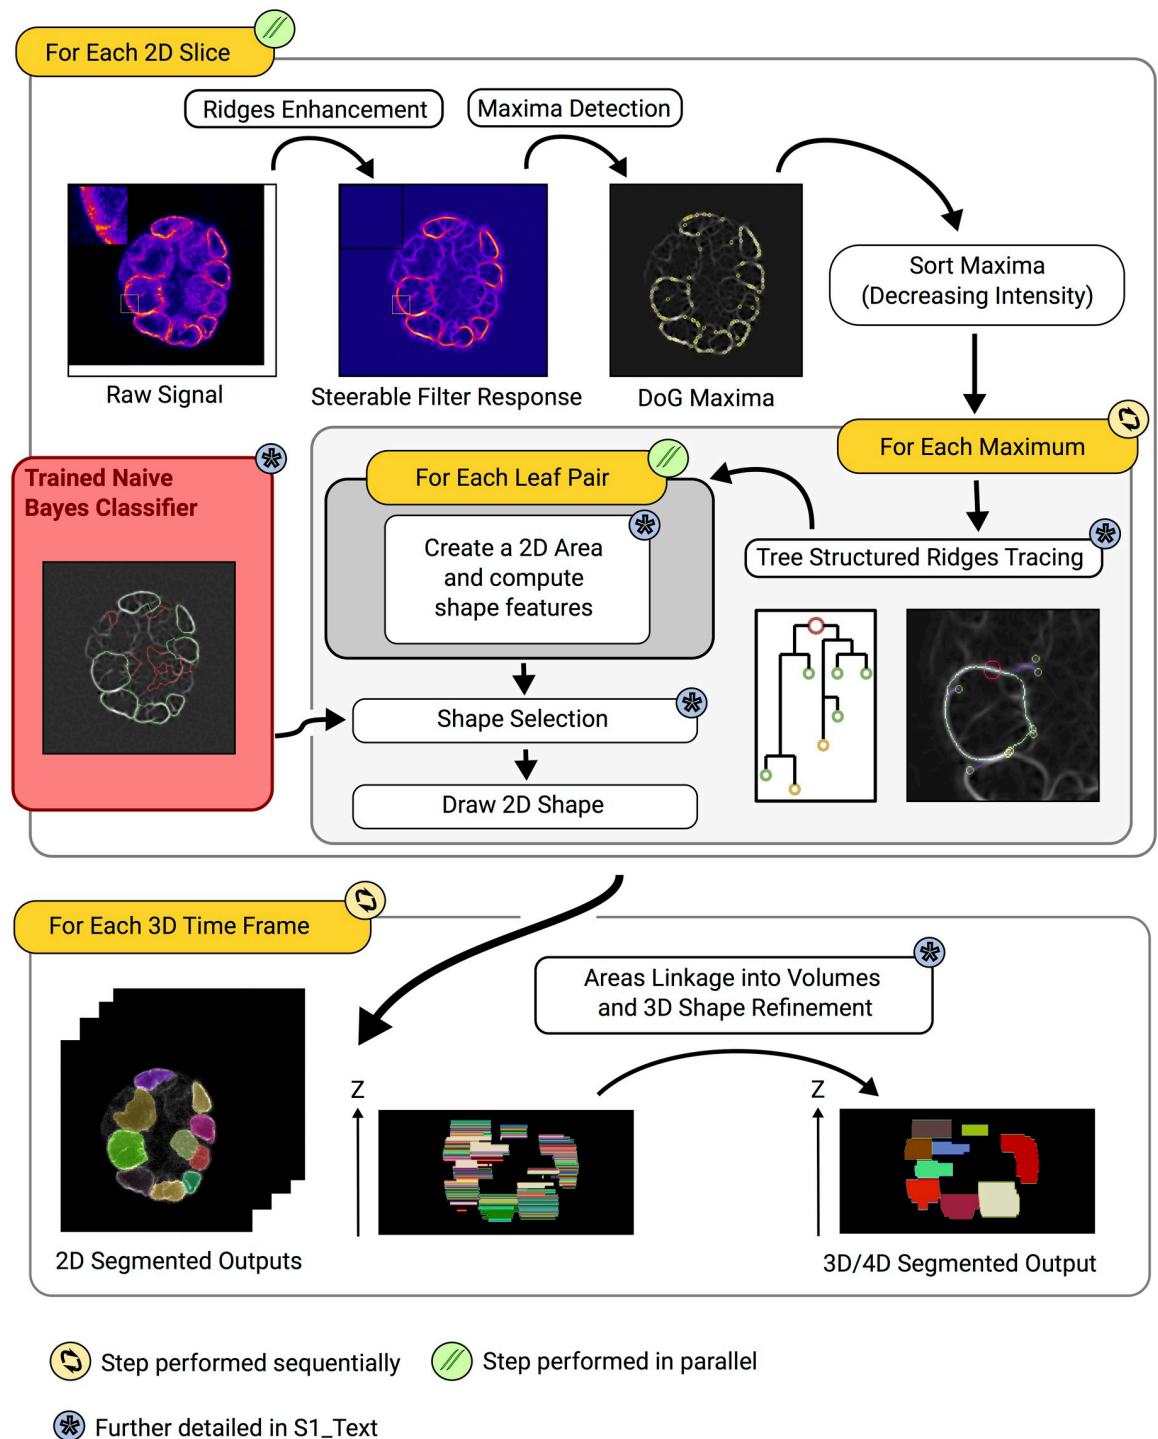 For Each 2D Slice
Ridges Enhancement
Maxima Detection
Raw Signal
Steerable Filter Response
DoG Maxima
Sort Maxima
(Decreasing Intensity)
For Each Maximum
Tree Structured Ridges Tracing
For Each Leaf Pair
Create a 2D Area
and compute
shape features
Trained Naive
Bayes Classifier
Shape Selection
Draw 2D Shape
For Each 3D Time Frame
Areas Linkage into Volumes
and 3D Shape Refinement
Z
Z
2D Segmented Outputs
3D/4D Segmented Output
Step performed sequentially
Step performed in parallel
Further detailed in S1_Text